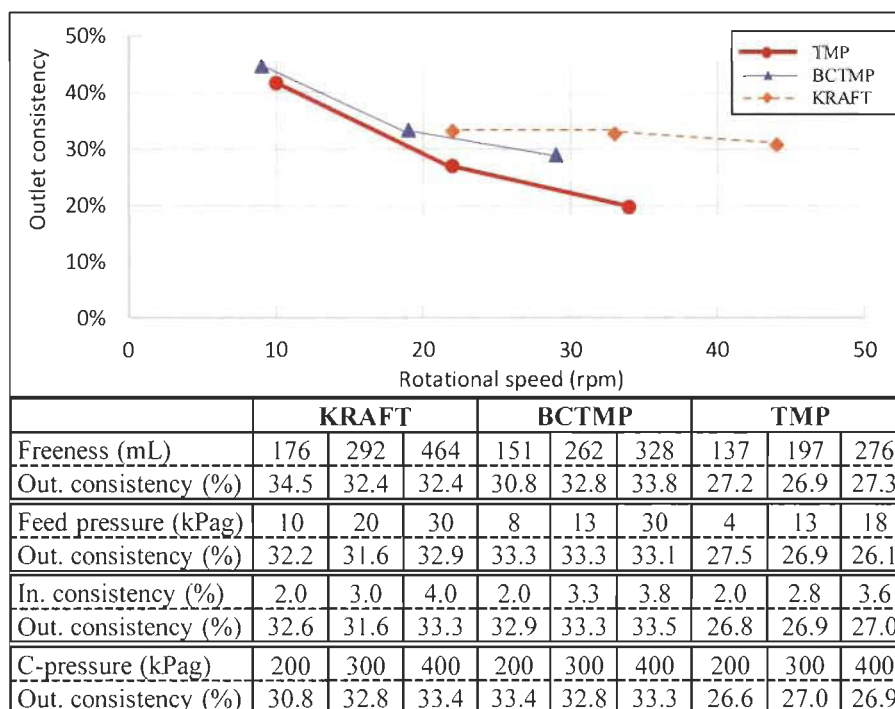 50%
40%
30%
20%
10%
0%
Outlet consistency
TMP
BCTMP
KRAFT
0 10 20 30 40 50
Rotational speed (rpm)
KRAFT BCTMP TMP
Freeness (mL) 176 292 464 151 262 328 137 197 276
Out. consistency (%) 34.5 32.4 32.4 30.8 32.8 33.8 27.2 26.9 27.3
Feed pressure (kPag) 10 20 30 8 13 30 4 13 18
Out. consistency (%) 32.2 31.6 32.9 33.3 33.3 33.1 27.5 26.9 26.1
In. consistency (%) 2.0 3.0 4.0 2.0 3.3 3.8 2.0 2.8 3.6
Out. consistency (%) 32.6 31.6 33.3 32.9 33.3 33.5 26.8 26.9 27.0
C-pressure (kPag) 200 300 400 200 300 400 200 300 400
Out. consistency (%) 30.8 32.8 33.4 33.4 32.8 33.3 26.6 27.0 26.9